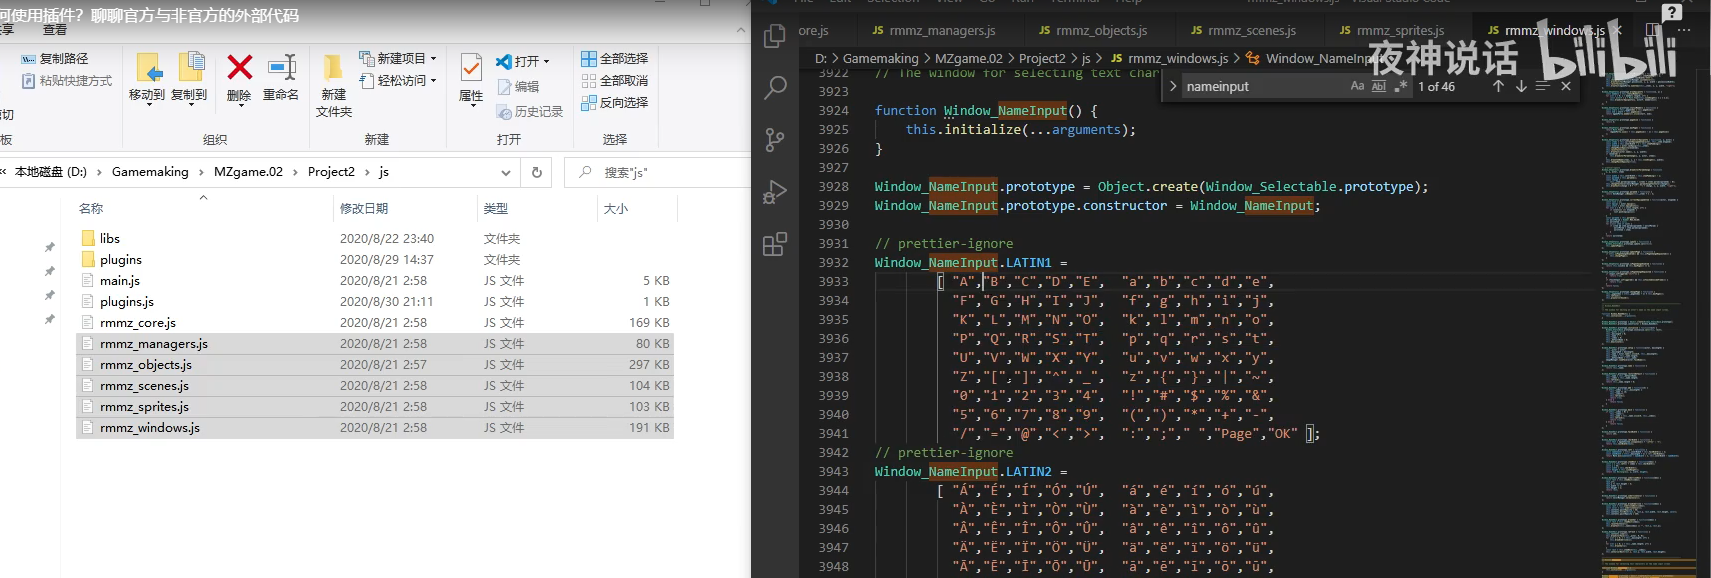 何使用插件？聊聊官方与非官方的外部代码
查看
复制路径
粘贴快捷方式
移动到
复制到
删除
重命名
新建
文件夹
新建项目
轻松访问
属性
打开
编辑
历史记录
全部选择
全部取消
反向选择
组织
新建
打开
选择
本地磁盘 (D:) › Gamemaking › MZgame.02 › Project2 › js
搜索"js"
名称 修改日期 类型 大小
libs 2020/8/22 23:40 文件夹
plugins 2020/8/29 14:37 文件夹
main.js 2020/8/21 2:58 JS 文件 5 KB
plugins.js 2020/8/30 21:11 JS 文件 1 KB
rmmz_core.js 2020/8/21 2:58 JS 文件 169 KB
rmmz_managers.js 2020/8/21 2:58 JS 文件 80 KB
rmmz_objects.js 2020/8/21 2:57 JS 文件 297 KB
rmmz_scenes.js 2020/8/21 2:58 JS 文件 104 KB
rmmz_sprites.js 2020/8/21 2:58 JS 文件 103 KB
rmmz_windows.js 2020/8/21 2:58 JS 文件 191 KB
ore.js JS rmmz_managers.js JS rmmz_objects.js JS rmmz_scenes.js JS rmmz_sprites.js JS rmmz_windows.js
夜神说话 bilibili
D: › Gamemaking › MZgame.02 › Project2 › js › JS rmmz_windows.js › Window_NameInput
nameinput Aa Abl .* 1 of 46
3922 // The window for selecting text char
3923
3924 function Window_NameInput() {
3925 this.initialize(...arguments);
3926 }
3927
3928 Window_NameInput.prototype = Object.create(Window_Selectable.prototype);
3929 Window_NameInput.prototype.constructor = Window_NameInput;
3930
3931 // prettier-ignore
3932 Window_NameInput.LATIN1 =
3933 [ "A","B","C","D","E", "a","b","c","d","e",
3934 "F","G","H","I","J", "f","g","h","i","j",
3935 "K","L","M","N","O", "k","l","m","n","o",
3936 "P","Q","R","S","T", "p","q","r","s","t",
3937 "U","V","W","X","Y", "u","v","w","x","y",
3938 "Z","[","]","^","_", "z","{","}","|","~",
3939 "0","1","2","3","4", "!","#","$","%","&",
3940 "5","6","7","8","9", "(",")","*","+","-",
3941 "/","=","@","<",">", ":",";"," ","Page","OK" ];
3942 // prettier-ignore
3943 Window_NameInput.LATIN2 =
3944 [ "Á","É","Í","Ó","Ú", "á","é","í","ó","ú",
3945 "À","È","Ì","Ò","Ù", "à","è","ì","ò","ù",
3946 "Â","Ê","Î","Ô","Û", "â","ê","î","ô","û",
3947 "Ä","Ë","Ï","Ö","Ü", "ä","ë","ï","ö","ü",
3948 "Ā","Ē","Ī","Ō","Ū", "ā","ē","ī","ō","ū",